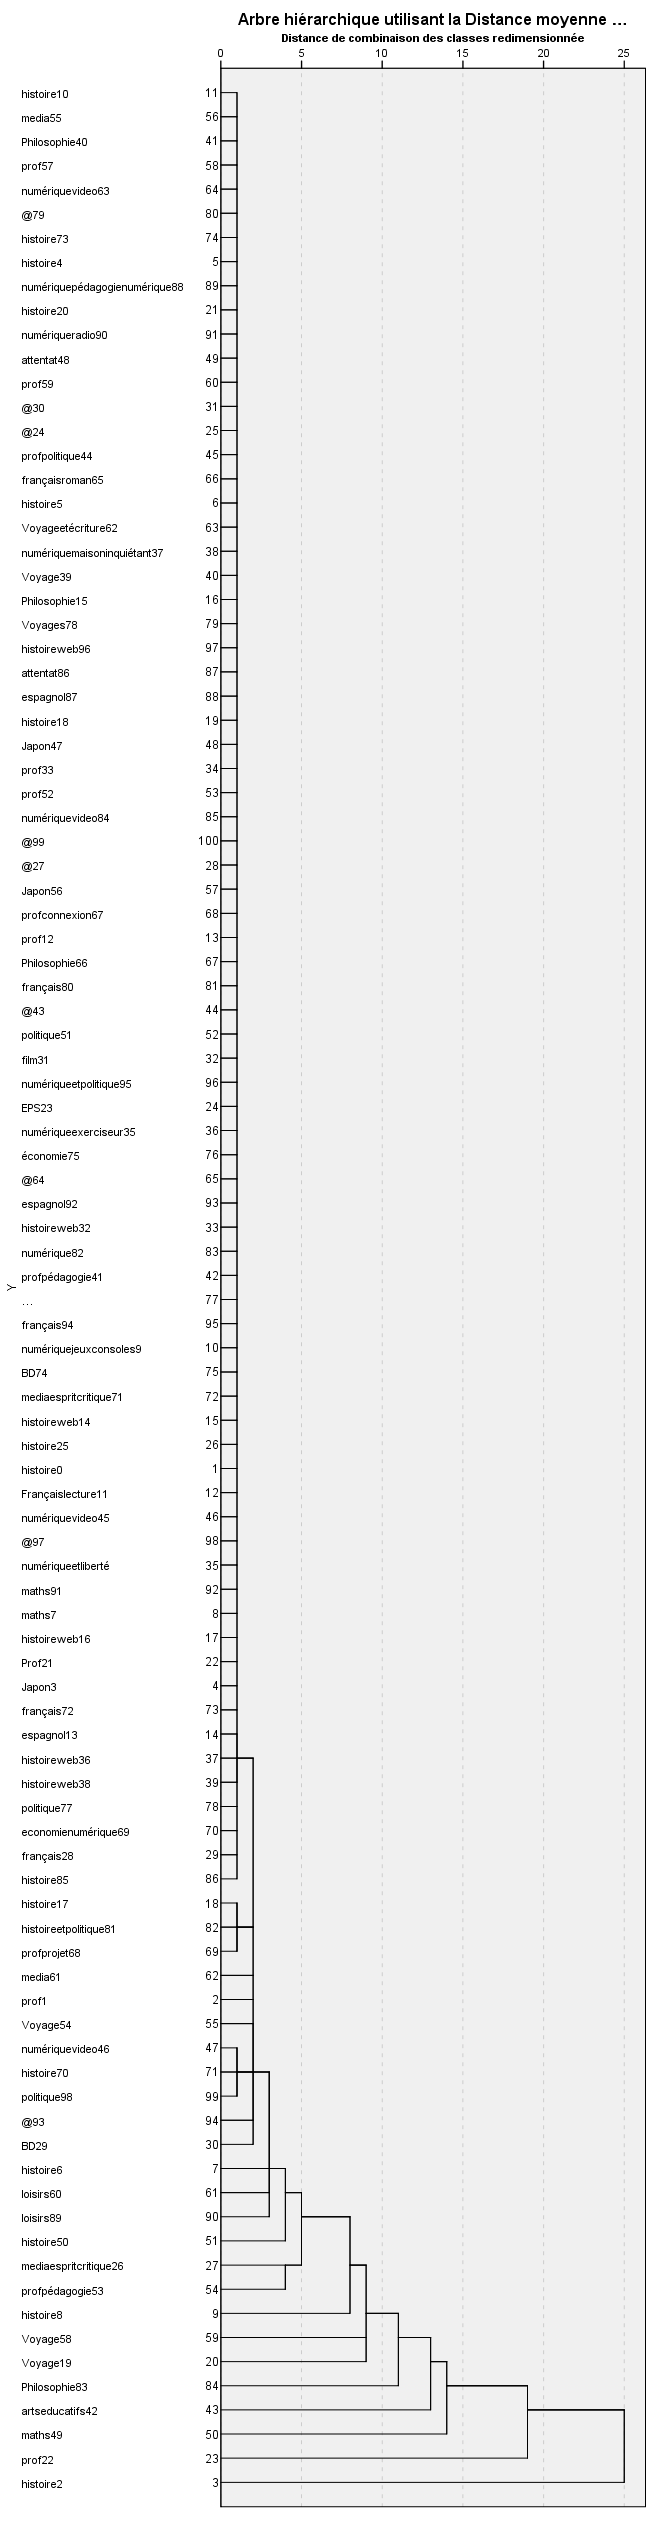 Arbre hiérarchique utilisant la Distance moyenne ...
Distance de combinaison des classes redimensionnée
0 5 10 15 20 25
histoire10 11
media55 56
Philosophie40 41
prof57 58
numériquevideo63 64
@79 80
histoire73 74
histoire4 5
numériquepédagogienumérique88 89
histoire20 21
numériqueradio90 91
attentat48 49
prof59 60
@30 31
@24 25
profpolitique44 45
françaisroman65 66
histoire5 6
Voyageetécriture62 63
numériquemaisoninquiétant37 38
Voyage39 40
Philosophie15 16
Voyages78 79
histoireweb96 97
attentat86 87
espagnol87 88
histoire18 19
Japon47 48
prof33 34
prof52 53
numériquevideo84 85
@99 100
@27 28
Japon56 57
profconnexion67 68
prof12 13
Philosophie66 67
français80 81
@43 44
politique51 52
film31 32
numériqueetpolitique95 96
EPS23 24
numériqueexerciseur35 36
économie75 76
@64 65
espagnol92 93
histoireweb32 33
numérique82 83
profpédagogie41 42
Y
... 77
français94 95
numériquejeuxconsoles9 10
BD74 75
mediaespritcritique71 72
histoireweb14 15
histoire25 26
histoire0 1
Françaislecture11 12
numériquevideo45 46
@97 98
numériqueetliberté 35
maths91 92
maths7 8
histoireweb16 17
Prof21 22
Japon3 4
français72 73
espagnol13 14
histoireweb36 37
histoireweb38 39
politique77 78
economienumérique69 70
français28 29
histoire85 86
histoire17 18
histoireetpolitique81 82
profprojet68 69
media61 62
prof1 2
Voyage54 55
numériquevideo46 47
histoire70 71
politique98 99
@93 94
BD29 30
histoire6 7
loisirs60 61
loisirs89 90
histoire50 51
mediaespritcritique26 27
profpédagogie53 54
histoire8 9
Voyage58 59
Voyage19 20
Philosophie83 84
artseducatifs42 43
maths49 50
prof22 23
histoire2 3